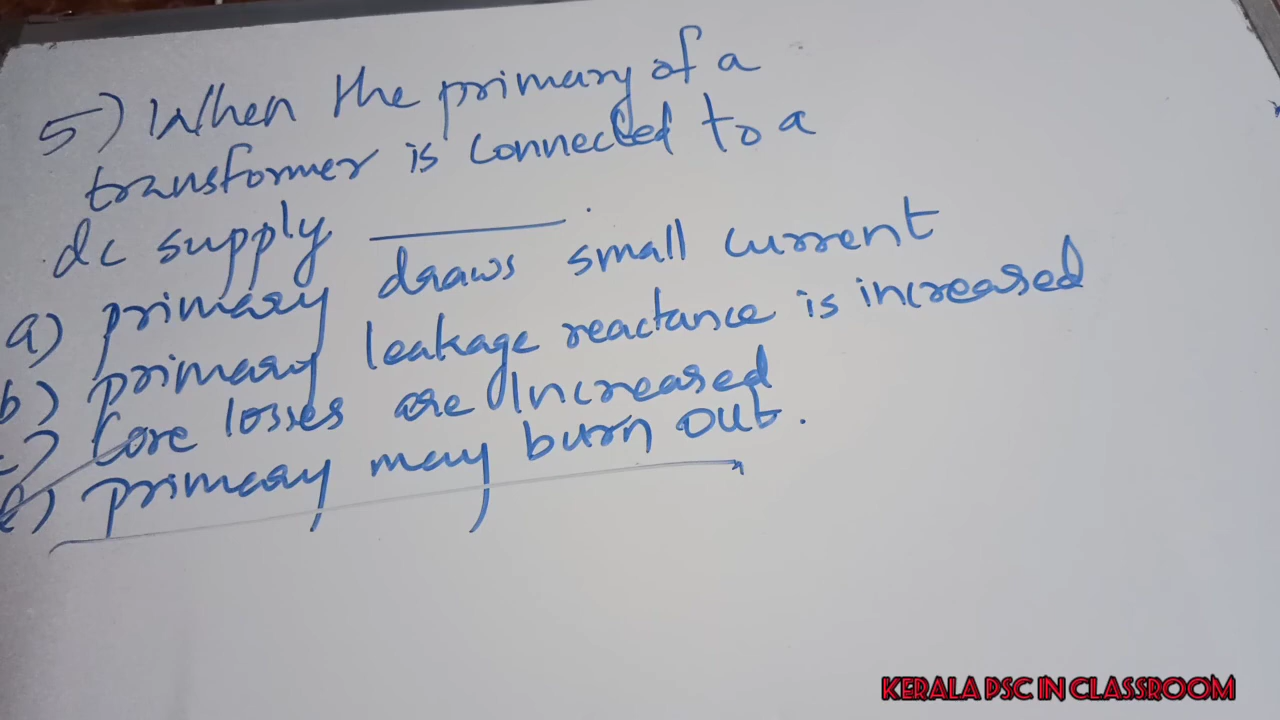 5) When the primary of a
transformer is connected to a
dc supply ______.
a) primary draws small current
b) primary leakage reactance is increased
c) Core losses are Increased
primary may burn out.
KERALA PSC IN CLASSROOM